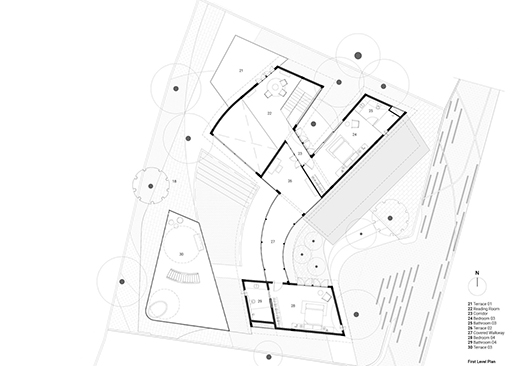 21
25
22
24
23
26
14
27
30
29
28
N
21 Terrace 01
22 Reading Room
23 Corridor
24 Bedroom 03
25 Bathroom 03
26 Terrace 02
27 Covered Walkway
28 Bedroom 04
29 Bathroom 04
30 Terrace 03
First Level Plan